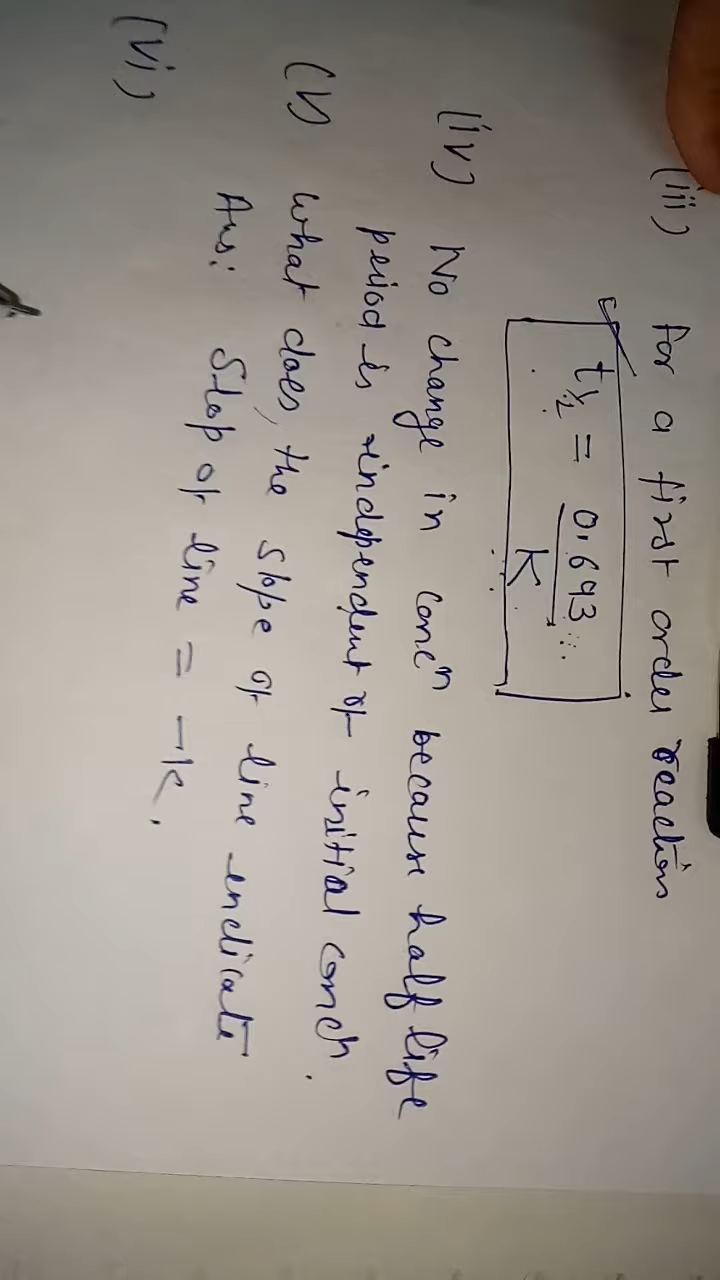 (iii) for a first order reaction
t½ = 0.693
K
(iv) No change in concn because half life
period is independent of initial concn.
(v) what does, the slope of line endicate
Ans: Slop of line = -K.
(vi)